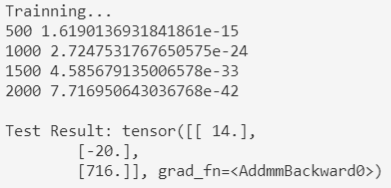 Trainning...
500 1.6190136931841861e-15
1000 2.7247531767650575e-24
1500 4.585679135006578e-33
2000 7.716950643036768e-42
Test Result: tensor([[ 14.],
[-20.],
[716.]], grad_fn=<AddmmBackward0>)